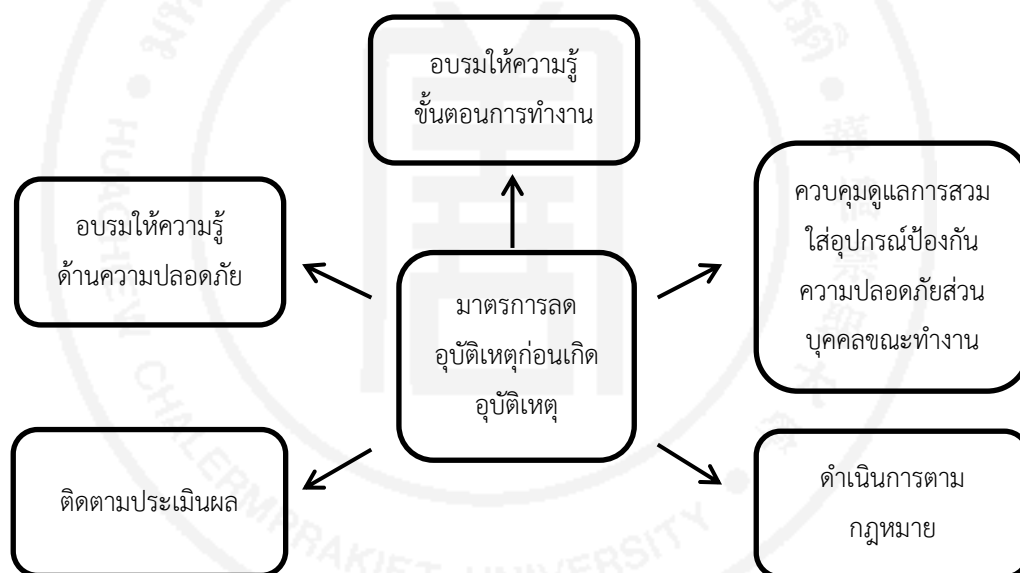 อบรมให้ความรู้
ขั้นตอนการทำงาน
อบรมให้ความรู้
ด้านความปลอดภัย
ควบคุมดูแลการสวม
ใส่อุปกรณ์ป้องกัน
ความปลอดภัยส่วน
บุคคลขณะทำงาน
มาตรการลด
อุบัติเหตุก่อนเกิด
อุบัติเหตุ
ติดตามประเมินผล
ดำเนินการตาม
กฎหมาย
HUACHIEW CHALERMPRAKIET UNIVERSITY